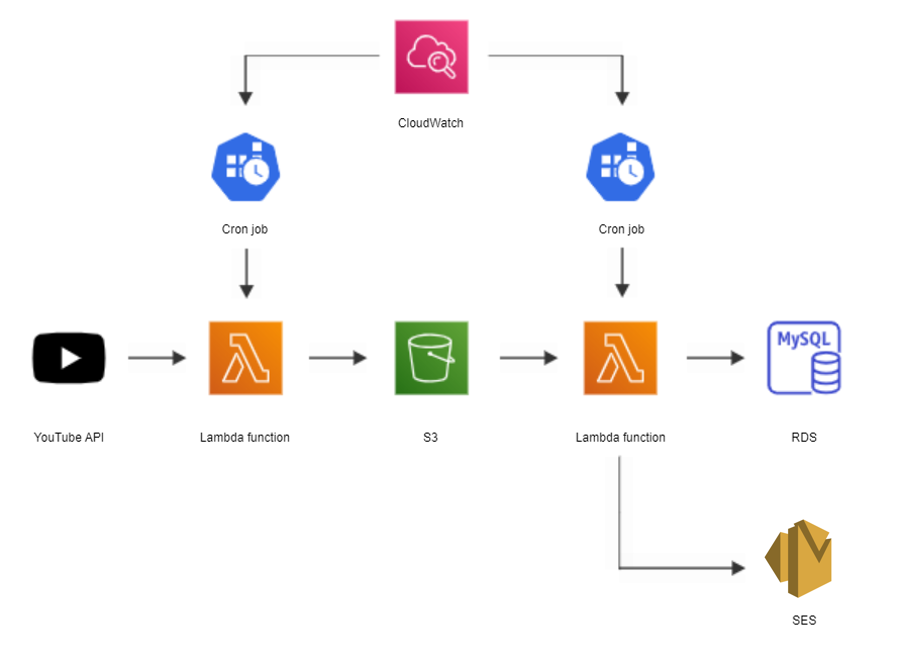 CloudWatch
Cron job
Cron job
MySQL
YouTube API
Lambda function
S3
Lambda function
RDS
SES